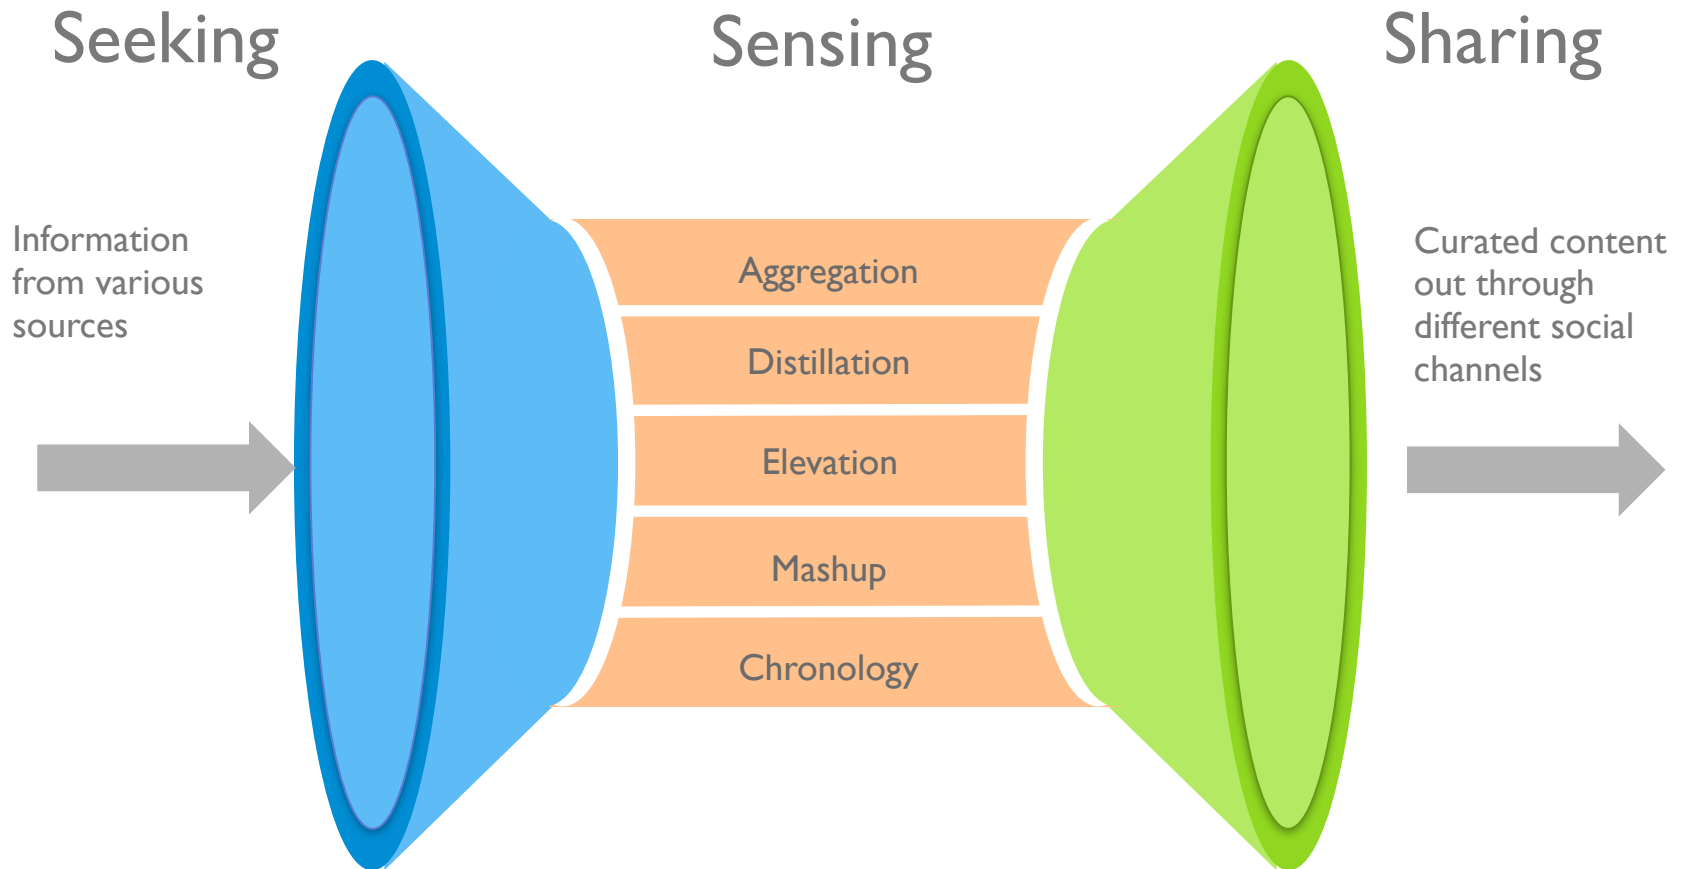 Seeking
Sensing
Sharing
Information
from various
sources
Aggregation
Distillation
Elevation
Mashup
Chronology
Curated content
out through
different social
channels